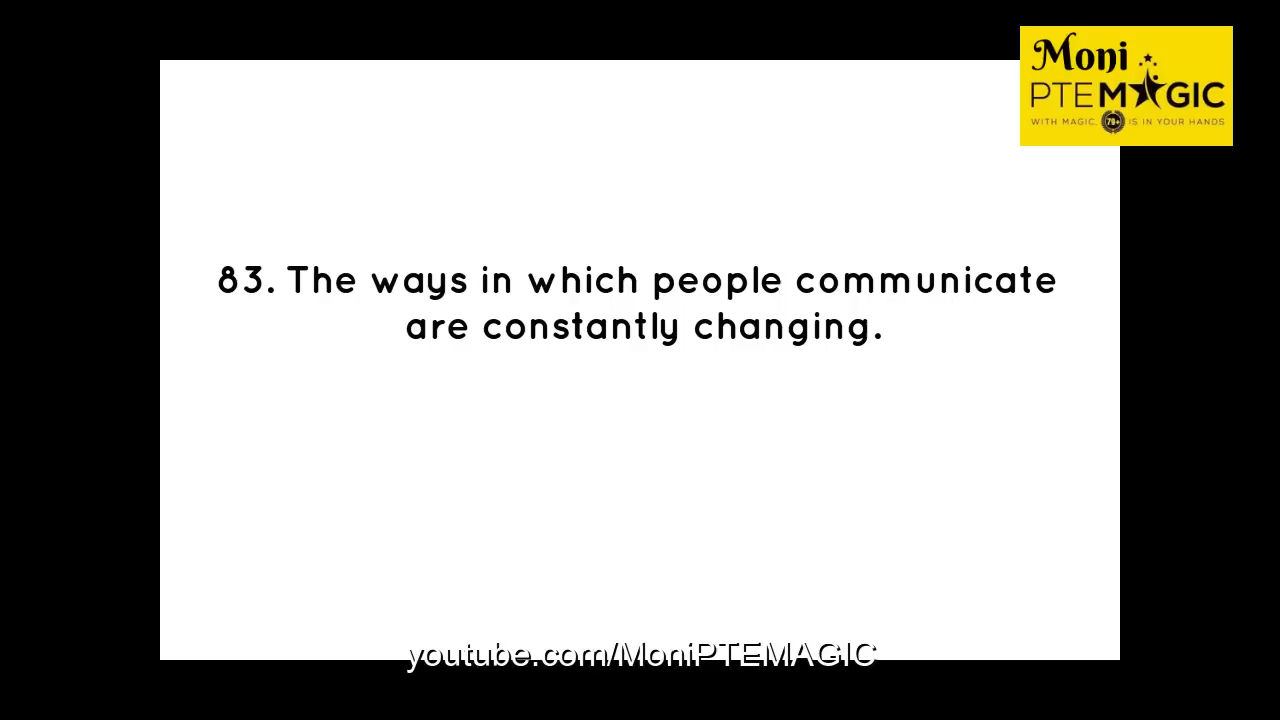 Moni
PTEMAGIC
WITH MAGIC. 79+ IS IN YOUR HANDS
83. The ways in which people communicate
are constantly changing.
youtube.com/MoniPTEMAGIC